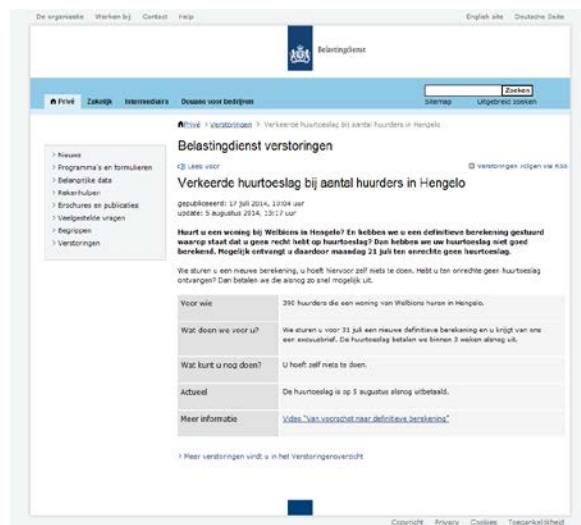 De organisatie Werken bij Contact Help English site Deutsche Seite
Belastingdienst
Zoeken
Privé Zakelijk Intermediairs Douane voor bedrijven Sitemap Uitgebreid zoeken
Privé > Verstoringen > Verkeerde huurtoeslag bij aantal huurders in Hengelo
> Nieuws
> Programma's en formulieren
> Belangrijke data
> Rekenhulpen
> Brochures en publicaties
> Veelgestelde vragen
> Begrippen
> Verstoringen
Belastingdienst verstoringen
Lees voor Verstoringen volgen via RSS
Verkeerde huurtoeslag bij aantal huurders in Hengelo
gepubliceerd: 17 juli 2014, 10:04 uur
update: 5 augustus 2014, 13:17 uur
Huurt u een woning bij Welbions in Hengelo? En hebben we u een definitieve berekening gestuurd
waarop staat dat u geen recht hebt op huurtoeslag? Dan hebben we uw huurtoeslag niet goed
berekend. Mogelijk ontvangt u daardoor maandag 21 juli ten onrechte geen huurtoeslag.
We sturen u een nieuwe berekening, u hoeft hiervoor zelf niets te doen. Hebt u ten onrechte geen huurtoeslag
ontvangen? Dan betalen we die alsnog zo snel mogelijk uit.
Voor wie 390 huurders die een woning van Welbions huren in Hengelo.
Wat doen we voor u? We sturen u voor 31 juli een nieuwe definitieve berekening en u krijgt van ons
een excuusbrief. De huurtoeslag betalen we binnen 3 weken alsnog uit.
Wat kunt u nog doen? U hoeft zelf niets te doen.
Actueel De huurtoeslag is op 5 augustus alsnog uitbetaald.
Meer informatie Video "Van voorschot naar definitieve berekening"
> Meer verstoringen vindt u in het Verstoringenoverzicht
Copyright Privacy Cookies Toegankelijkheid